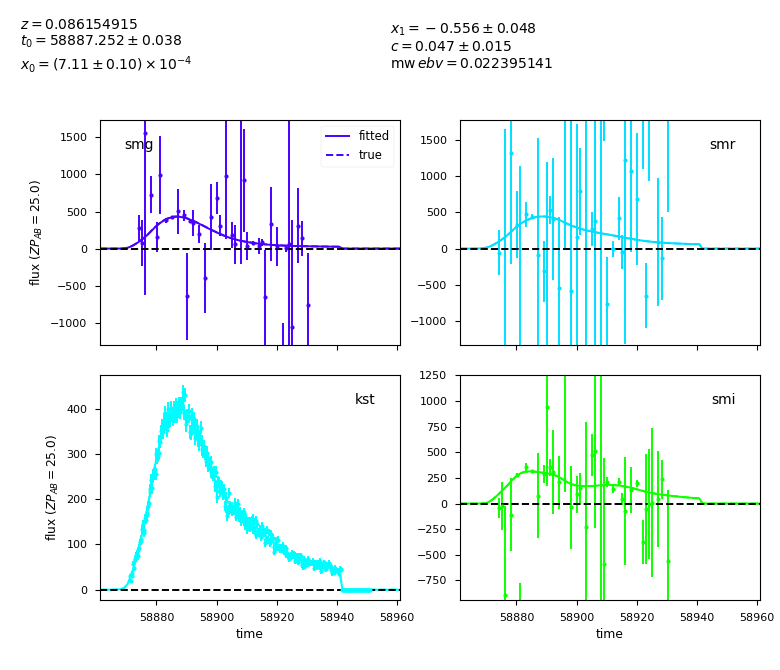 z = 0.086154915
t₀ = 58887.252 ± 0.038
x₀ = (7.11 ± 0.10) × 10⁻⁴
x₁ = −0.556 ± 0.048
c = 0.047 ± 0.015
mw ebv = 0.022395141
flux (ZP_AB = 25.0)
1500
1000
500
0
−500
−1000
smg
fitted
true
1500
1000
500
0
−500
−1000
smr
flux (ZP_AB = 25.0)
400
300
200
100
0
kst
58880 58900 58920 58940 58960
time
1250
1000
750
500
250
0
−250
−500
−750
smi
58880 58900 58920 58940 58960
time